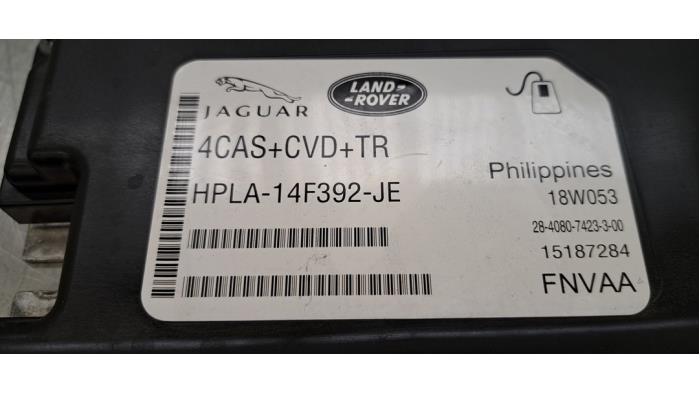 JAGUAR
LAND-
-ROVER
4CAS+CVD+TR
HPLA-14F392-JE
Philippines
18W053
28-4080-7423-3-00
15187284
FNVAA